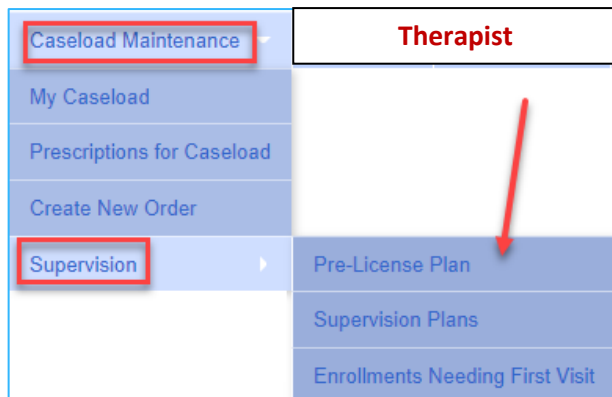 Caseload Maintenance
Therapist
My Caseload
Prescriptions for Caseload
Create New Order
Supervision
Pre-License Plan
Supervision Plans
Enrollments Needing First Visit